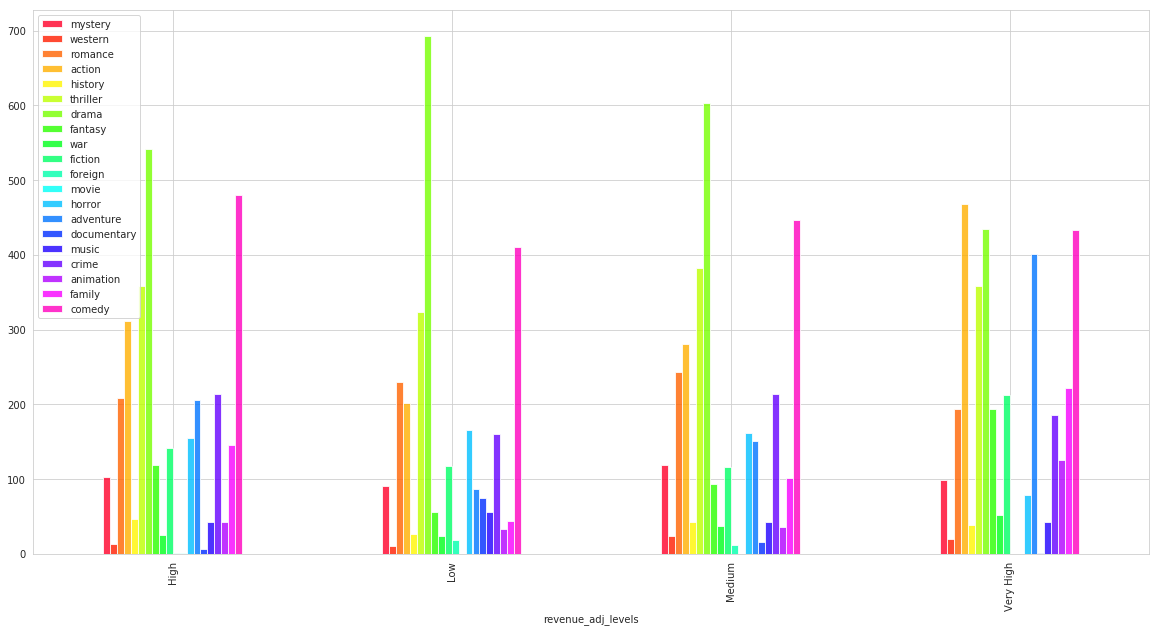 700
600
500
400
300
200
100
0
mystery
western
romance
action
history
thriller
drama
fantasy
war
fiction
foreign
movie
horror
adventure
documentary
music
crime
animation
family
comedy
High
Low
Medium
Very High
revenue_adj_levels